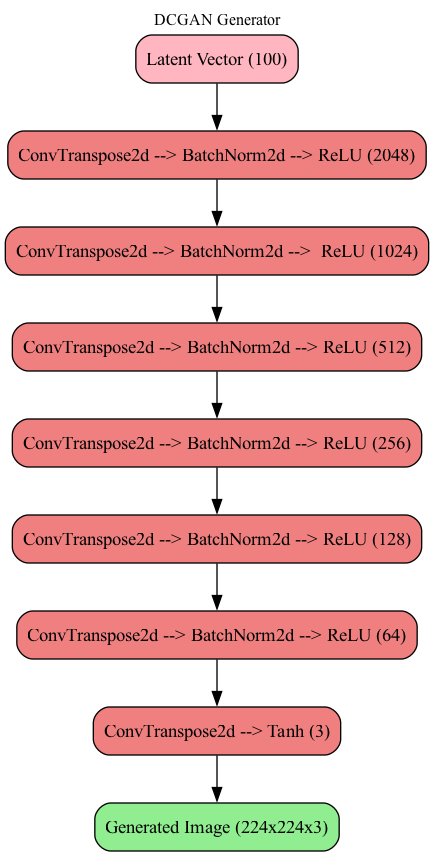 DCGAN Generator
Latent Vector (100)
ConvTranspose2d --> BatchNorm2d --> ReLU (2048)
ConvTranspose2d --> BatchNorm2d -->  ReLU (1024)
ConvTranspose2d --> BatchNorm2d --> ReLU (512)
ConvTranspose2d --> BatchNorm2d --> ReLU (256)
ConvTranspose2d --> BatchNorm2d --> ReLU (128)
ConvTranspose2d --> BatchNorm2d --> ReLU (64)
ConvTranspose2d --> Tanh (3)
Generated Image (224x224x3)